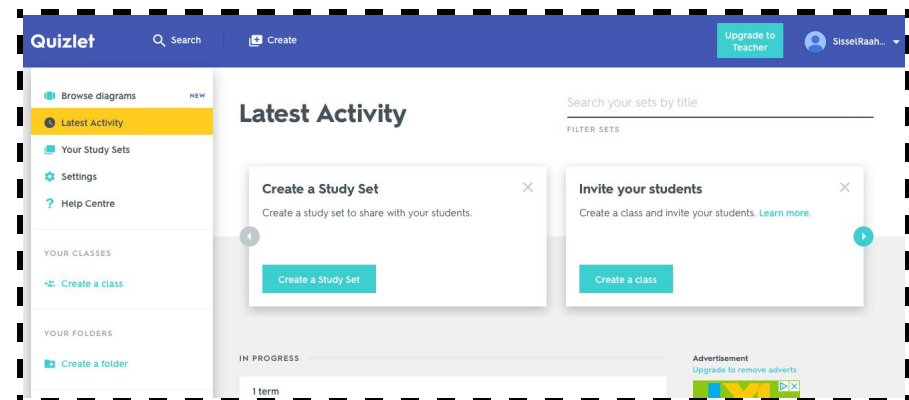 Quizlet
Search
Create
Upgrade to
Teacher
SisselRaah...
Browse diagrams NEW
Latest Activity
Your Study Sets
Settings
? Help Centre
YOUR CLASSES
Create a class
YOUR FOLDERS
Create a folder
Latest Activity
Search your sets by title
FILTER SETS
Create a Study Set
Create a study set to share with your students.
Create a Study Set
Invite your students
Create a class and invite your students. Learn more.
Create a class
IN PROGRESS
1 term
Advertisement
Upgrade to remove adverts